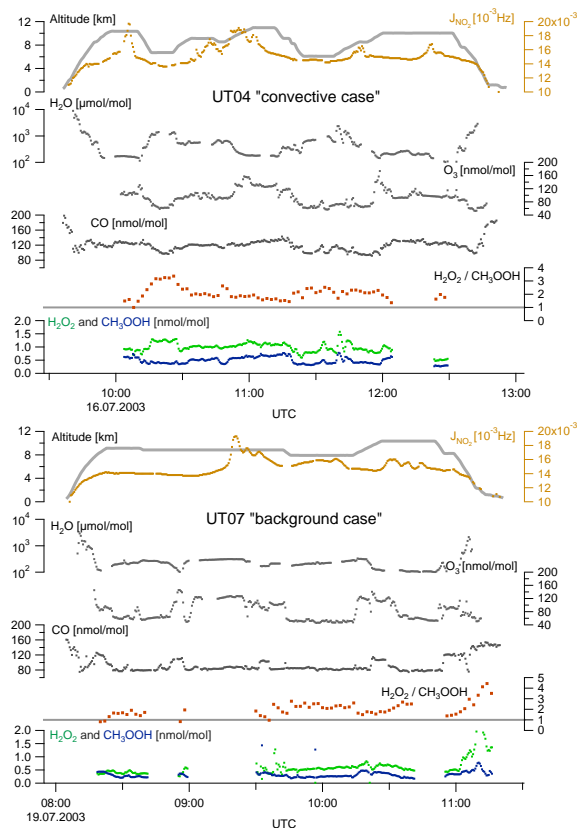 Altitude [km]
J_NO₂ [10⁻³Hz]
12
8
4
0
20x10⁻³
18
16
14
12
10
UT04 "convective case"
H₂O [µmol/mol]
10⁴
10³
10²
O₃ [nmol/mol]
200
160
120
80
40
CO [nmol/mol]
200
160
120
80
H₂O₂ / CH₃OOH
4
3
2
1
0
H₂O₂ and CH₃OOH [nmol/mol]
2.0
1.5
1.0
0.5
0.0
10:00 11:00 12:00 13:00
16.07.2003
UTC
Altitude [km]
J_NO₂ [10⁻³Hz]
12
8
4
0
20x10⁻³
18
16
14
12
10
UT07 "background case"
H₂O [µmol/mol]
10⁴
10³
10²
O₃ [nmol/mol]
200
160
120
80
40
CO [nmol/mol]
200
160
120
80
H₂O₂ / CH₃OOH
5
4
3
2
1
0
H₂O₂ and CH₃OOH [nmol/mol]
2.0
1.5
1.0
0.5
0.0
08:00 09:00 10:00 11:00
19.07.2003
UTC